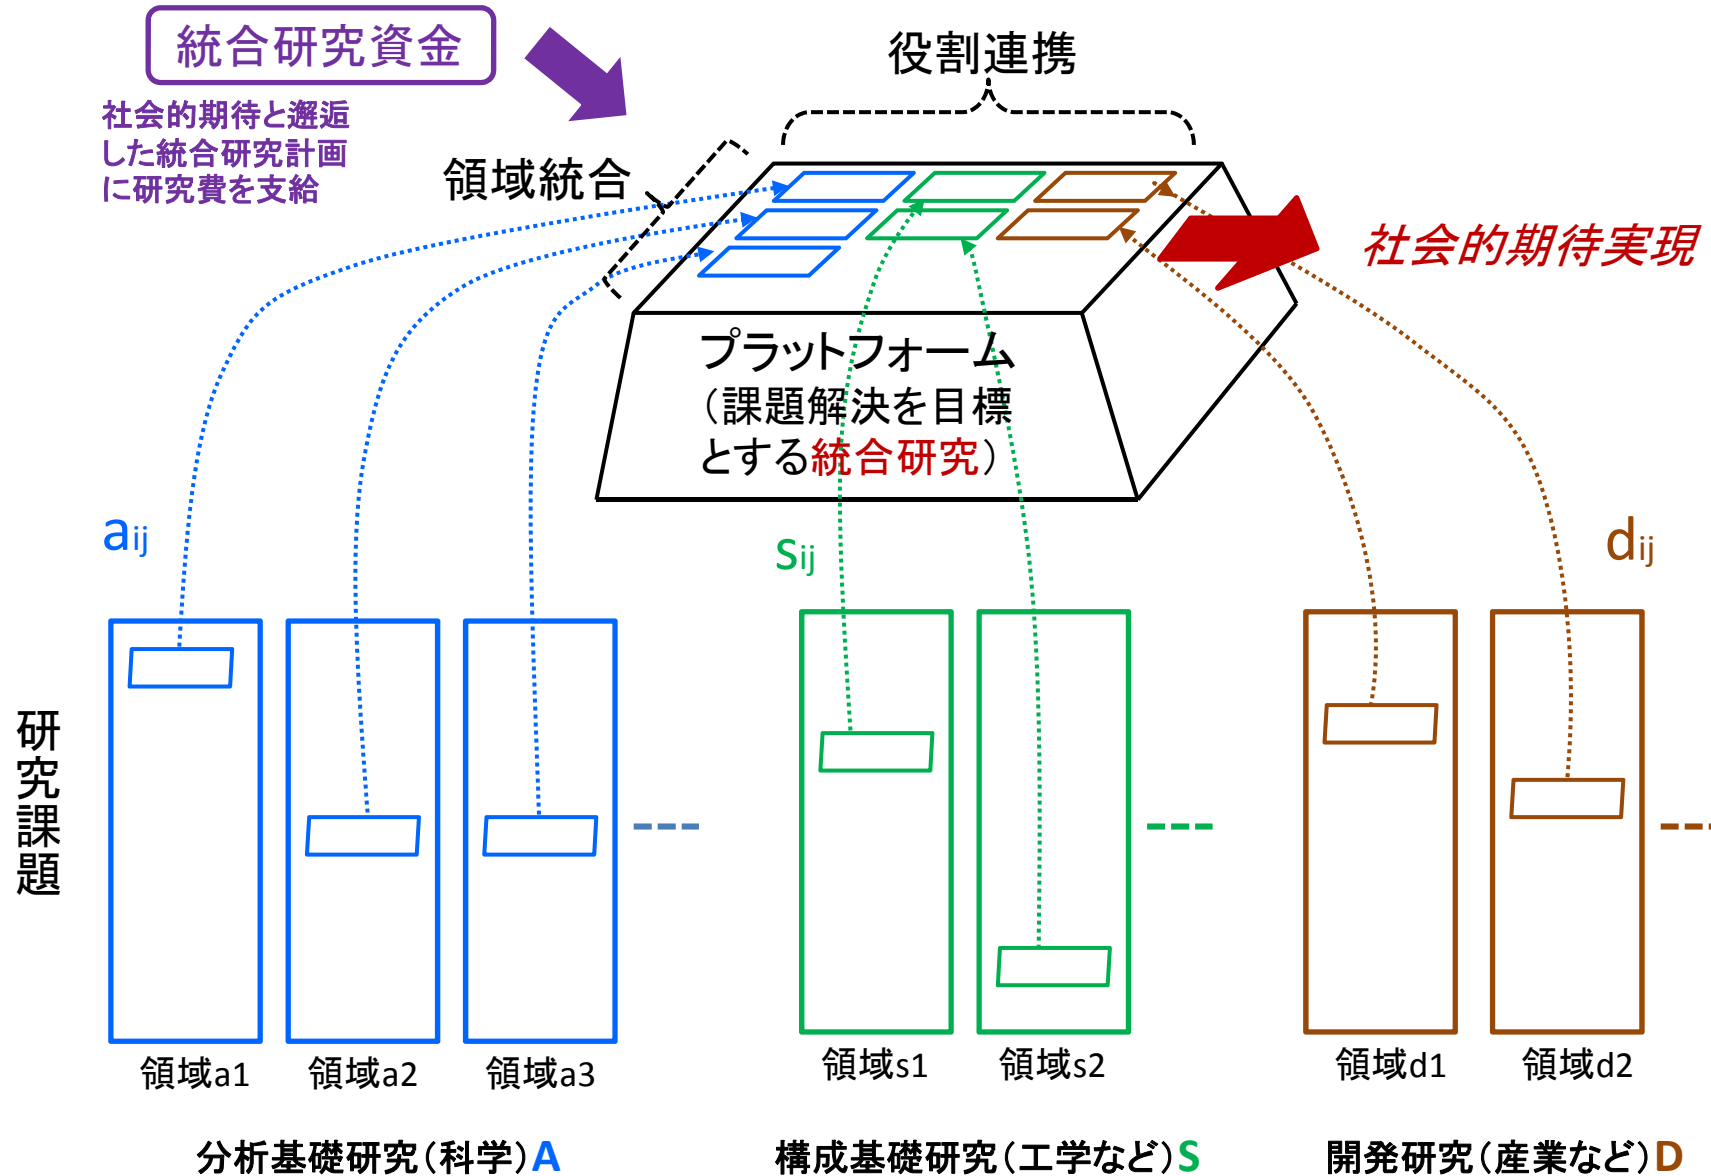 統合研究資金
社会的期待と邂逅
した統合研究計画
に研究費を支給
役割連携
領域統合
社会的期待実現
プラットフォーム
（課題解決を目標
とする統合研究）
aij
sij
dij
研究課題
領域a1
領域a2
領域a3
領域s1
領域s2
領域d1
領域d2
分析基礎研究（科学）A
構成基礎研究（工学など）S
開発研究（産業など）D